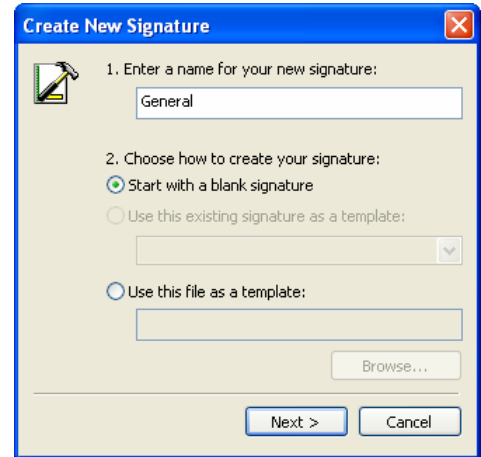 Create New Signature
1. Enter a name for your new signature:
General
2. Choose how to create your signature:
Start with a blank signature
Use this existing signature as a template:
Use this file as a template:
Browse...
Next > Cancel